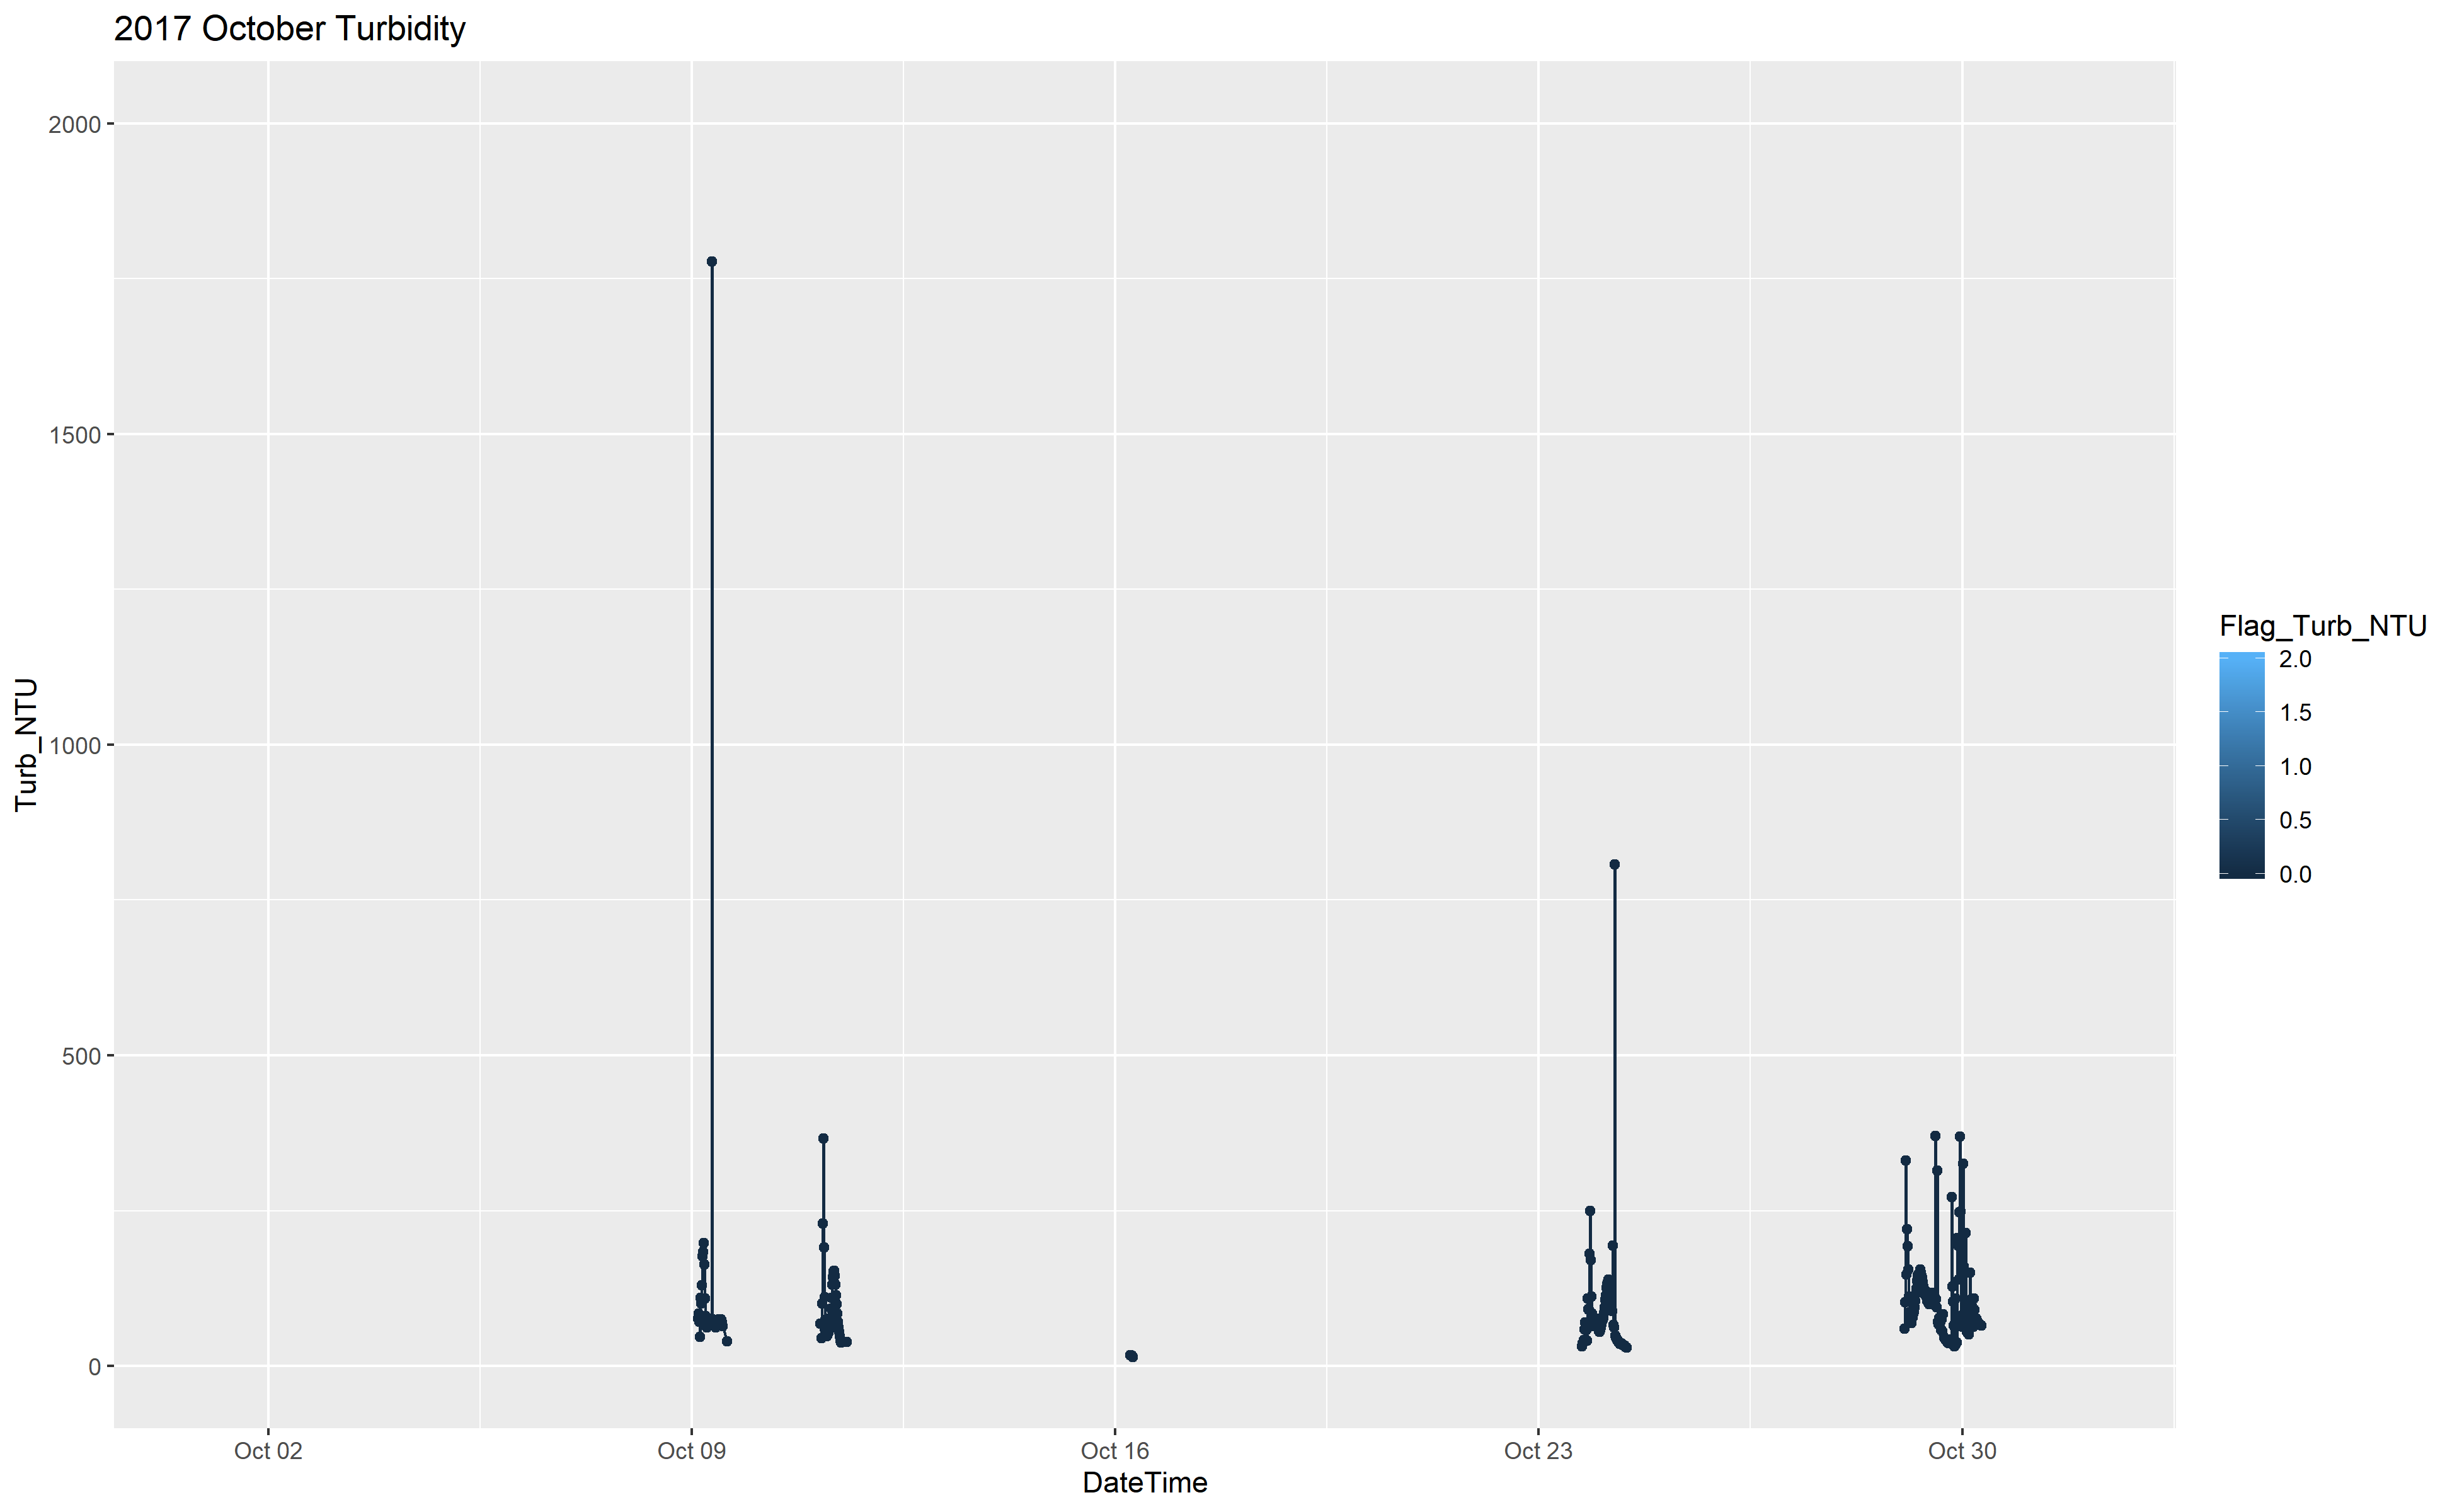 2017 October Turbidity
Turb_NTU
2000
1500
1000
500
0
Oct 02
Oct 09
Oct 16
Oct 23
Oct 30
DateTime
Flag_Turb_NTU
2.0
1.5
1.0
0.5
0.0